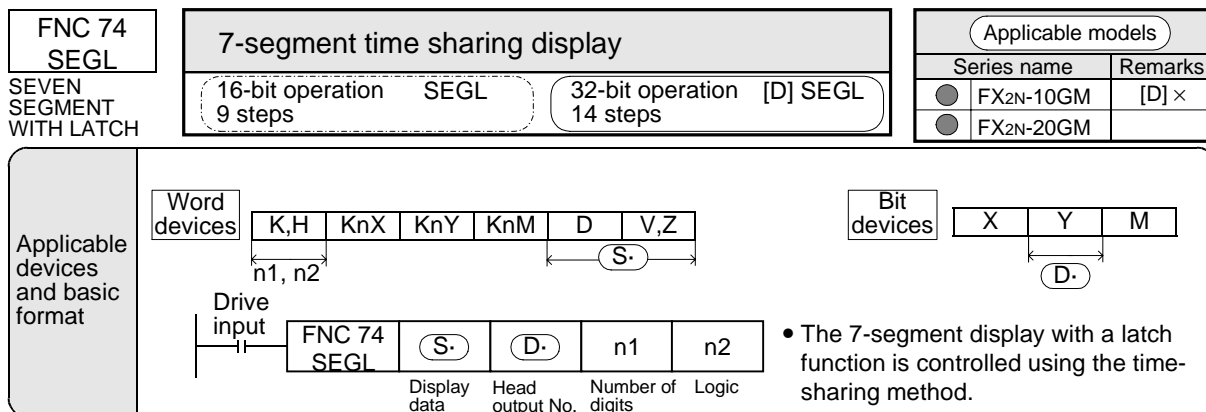 FNC 74
SEGL
SEVEN
SEGMENT
WITH LATCH
7-segment time sharing display
16-bit operation SEGL
9 steps
32-bit operation [D] SEGL
14 steps
Applicable models
Series name Remarks
FX2N-10GM [D] ×
FX2N-20GM
Applicable
devices
and basic
format
Word
devices
K,H KnX KnY KnM D V,Z
n1, n2
S·
Bit
devices
X Y M
D·
Drive
input
FNC 74
SEGL
S· D· n1 n2
Display
data
Head
output No.
Number of
digits
Logic
• The 7-segment display with a latch
function is controlled using the time-
sharing method.